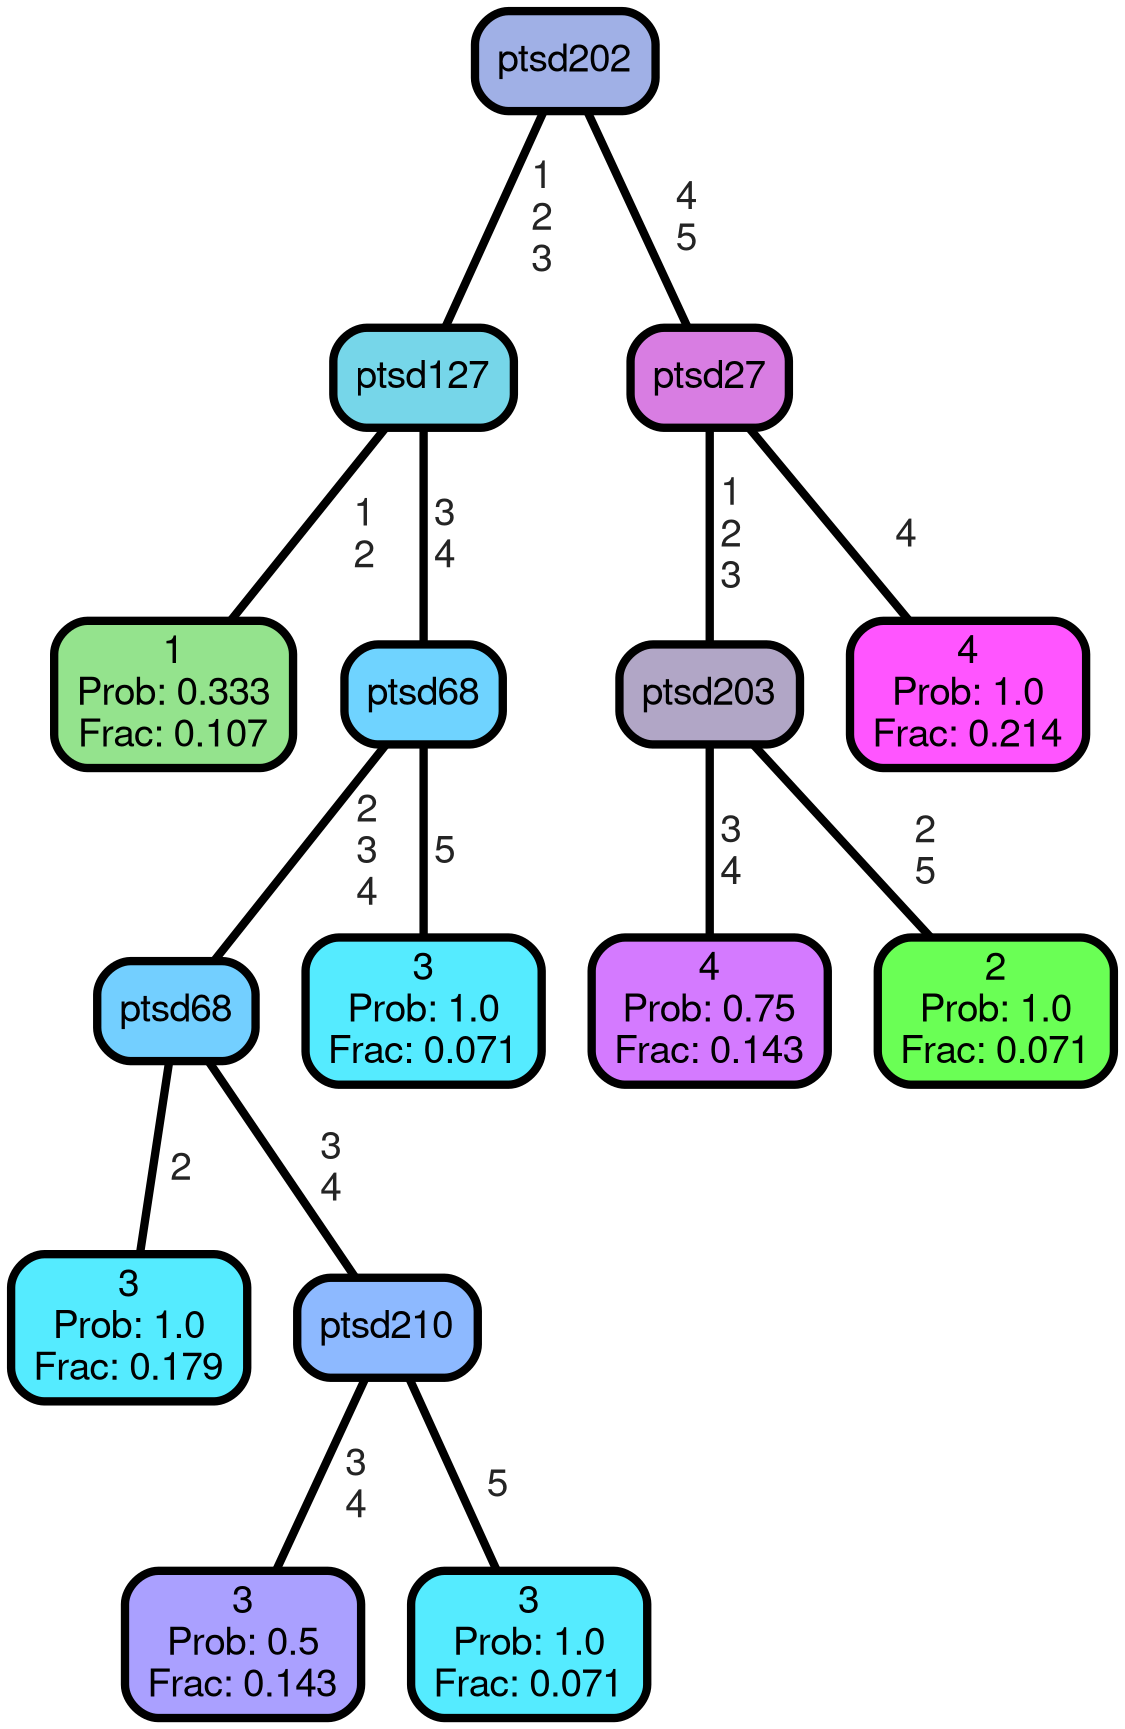 ptsd202
1
2
3
4
5
ptsd127
ptsd27
1
2
3
4
1
2
3
4
1
Prob: 0.333
Frac: 0.107
ptsd68
ptsd203
4
Prob: 1.0
Frac: 0.214
2
3
4
5
3
4
2
5
ptsd68
3
Prob: 1.0
Frac: 0.071
4
Prob: 0.75
Frac: 0.143
2
Prob: 1.0
Frac: 0.071
2
3
4
3
Prob: 1.0
Frac: 0.179
ptsd210
3
4
5
3
Prob: 0.5
Frac: 0.143
3
Prob: 1.0
Frac: 0.071